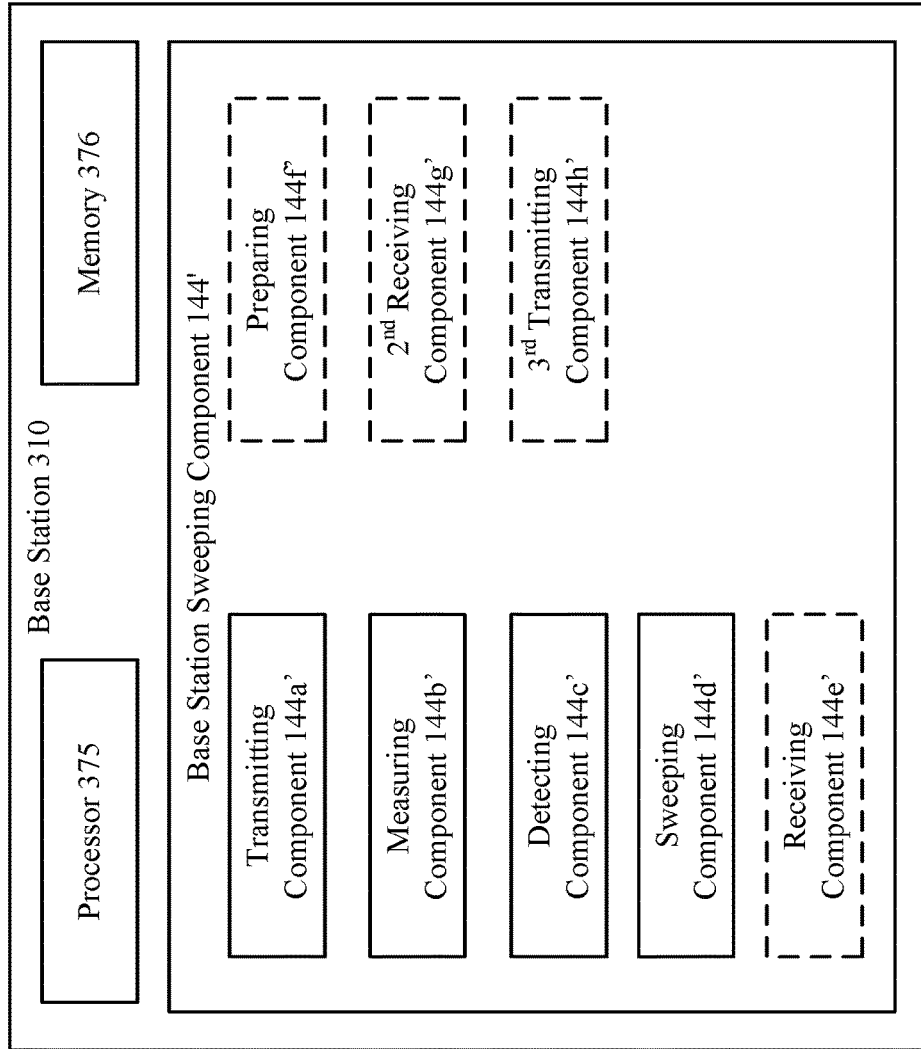 Base Station 310
Processor 375
Memory 376
Base Station Sweeping Component 144'
Transmitting
Component 144a’
Measuring
Component 144b’
Detecting
Component 144c’
Sweeping
Component 144d’
Receiving
Component 144e’
Preparing
Component 144f’
2nd Receiving
Component 144g’
3rd Transmitting
Component 144h’